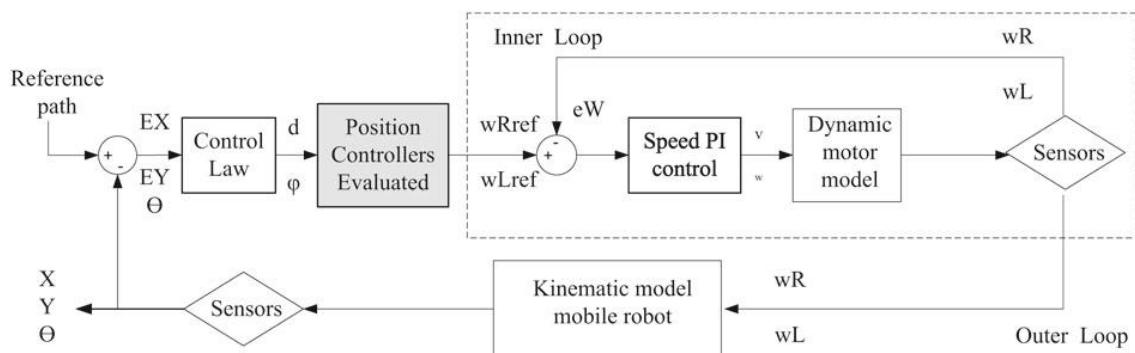 Inner Loop
wR
Reference
path
EX
EY
Ɵ
+
-
Control
Law
d
φ
Position
Controllers
Evaluated
wRref
wLref
eW
-
+
Speed PI
control
v
w
Dynamic
motor
model
wL
Sensors
X
Y
Ɵ
Sensors
Kinematic model
mobile robot
wR
wL
Outer Loop